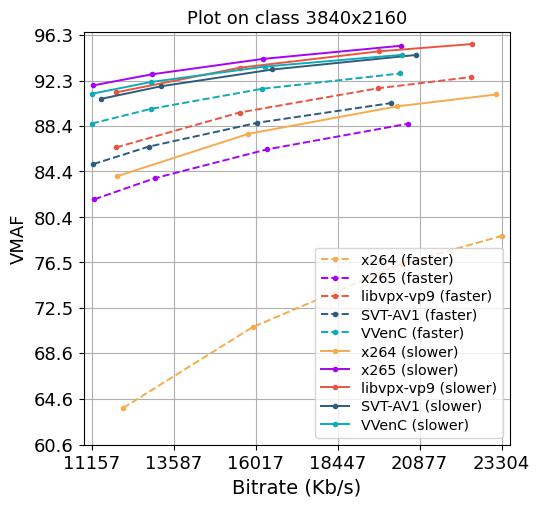 Plot on class 3840x2160
96.3
92.3
88.4
84.4
80.4
76.5
72.5
68.6
64.6
60.6
VMAF
x264 (faster)
x265 (faster)
libvpx-vp9 (faster)
SVT-AV1 (faster)
VVenC (faster)
x264 (slower)
x265 (slower)
libvpx-vp9 (slower)
SVT-AV1 (slower)
VVenC (slower)
11157 13587 16017 18447 20877 23304
Bitrate (Kb/s)